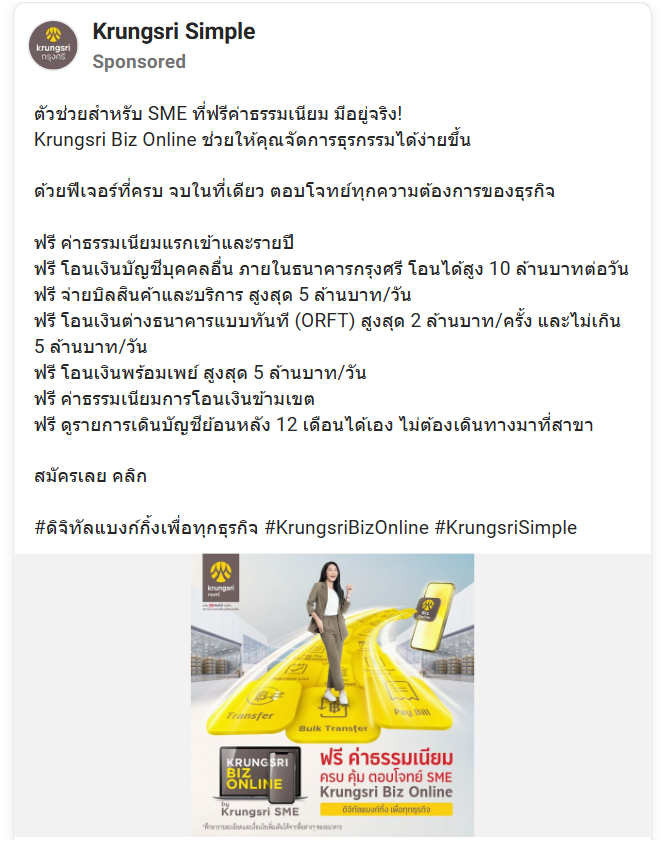 Krungsri Simple
Sponsored
ตัวช่วยสำหรับ SME ที่ฟรีค่าธรรมเนียม มีอยู่จริง!
Krungsri Biz Online ช่วยให้คุณจัดการธุรกรรมได้ง่ายขึ้น
ด้วยฟีเจอร์ที่ครบ จบในที่เดียว ตอบโจทย์ทุกความต้องการของธุรกิจ
ฟรี ค่าธรรมเนียมแรกเข้าและรายปี
ฟรี โอนเงินบัญชีบุคคลอื่น ภายในธนาคารกรุงศรี โอนได้สูง 10 ล้านบาทต่อวัน
ฟรี จ่ายบิลสินค้าและบริการ สูงสุด 5 ล้านบาท/วัน
ฟรี โอนเงินต่างธนาคารแบบทันที (ORFT) สูงสุด 2 ล้านบาท/ครั้ง และไม่เกิน
5 ล้านบาท/วัน
ฟรี โอนเงินพร้อมเพย์ สูงสุด 5 ล้านบาท/วัน
ฟรี ค่าธรรมเนียมการโอนเงินข้ามเขต
ฟรี ดูรายการเดินบัญชีย้อนหลัง 12 เดือนได้เอง ไม่ต้องเดินทางมาที่สาขา
สมัครเลย คลิก
#ดิจิทัลแบงก์กิ้งเพื่อทุกธุรกิจ #KrungsriBizOnline #KrungsriSimple
krungsri
กรุงศรี
krungsri
กรุงศรี
BIZ
Transfer
Bulk Transfer
Pay Bill
KRUNGSRI
BIZ
ONLINE
by
Krungsri SME
ฟรี ค่าธรรมเนียม
ครบ คุ้ม ตอบโจทย์ SME
Krungsri Biz Online
ดิจิทัลแบงก์กิ้ง เพื่อทุกธุรกิจ